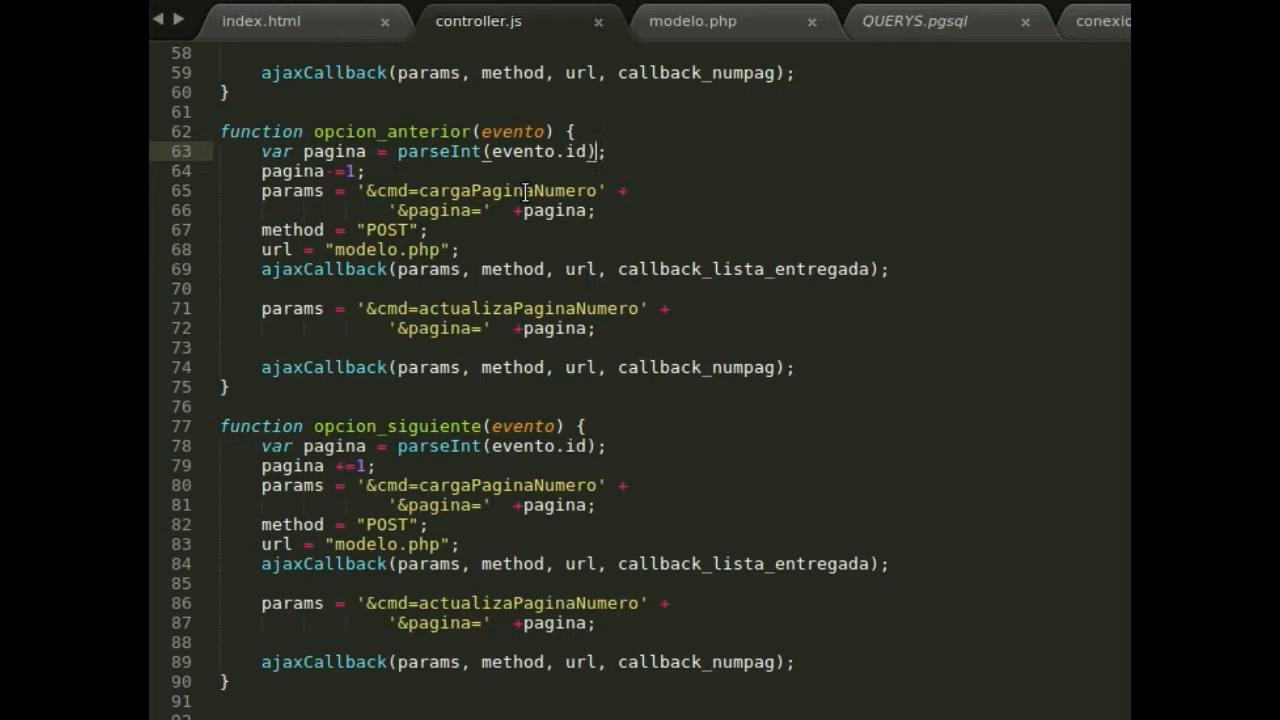 index.html × controller.js × modelo.php × QUERYS.pgsql ×
58
59 ajaxCallback(params, method, url, callback_numpag);
60 }
61
62 function opcion_anterior(evento) {
63 var pagina = parseInt(evento.id);
64 pagina-=1;
65 params = '&cmd=cargaPaginaNumero' +
66 '&pagina=' +pagina;
67 method = "POST";
68 url = "modelo.php";
69 ajaxCallback(params, method, url, callback_lista_entregada);
70
71 params = '&cmd=actualizaPaginaNumero' +
72 '&pagina=' +pagina;
73
74 ajaxCallback(params, method, url, callback_numpag);
75 }
76
77 function opcion_siguiente(evento) {
78 var pagina = parseInt(evento.id);
79 pagina +=1;
80 params = '&cmd=cargaPaginaNumero' +
81 '&pagina=' +pagina;
82 method = "POST";
83 url = "modelo.php";
84 ajaxCallback(params, method, url, callback_lista_entregada);
85
86 params = '&cmd=actualizaPaginaNumero' +
87 '&pagina=' +pagina;
88
89 ajaxCallback(params, method, url, callback_numpag);
90 }
91